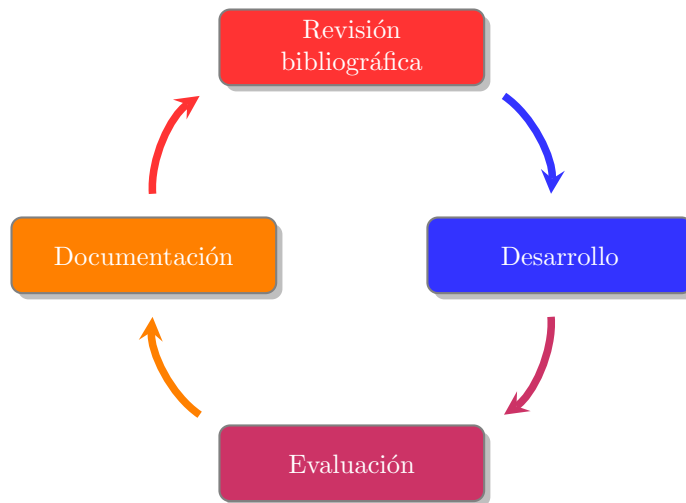 Revisión
bibliográfica
Documentación
Desarrollo
Evaluación